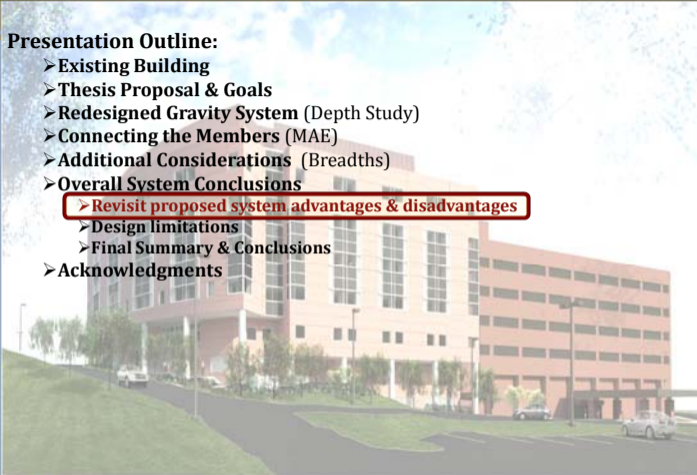 Presentation Outline:
➢Existing Building
➢Thesis Proposal & Goals
➢Redesigned Gravity System (Depth Study)
➢Connecting the Members (MAE)
➢Additional Considerations (Breadths)
➢Overall System Conclusions
➢Revisit proposed system advantages & disadvantages
➢Design limitations
➢Final Summary & Conclusions
➢Acknowledgments